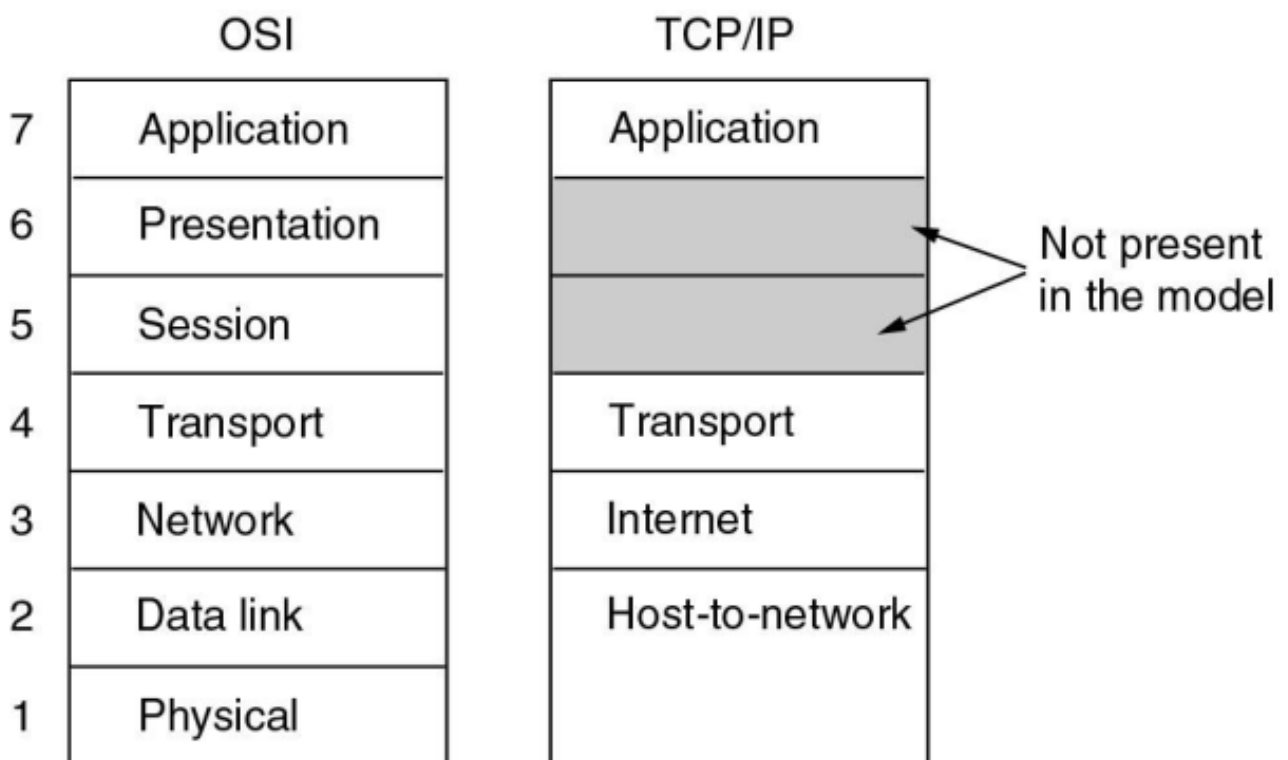 OSI
TCP/IP
7
Application
Application
6
Presentation
Not present
in the model
5
Session
4
Transport
Transport
3
Network
Internet
2
Data link
Host-to-network
1
Physical